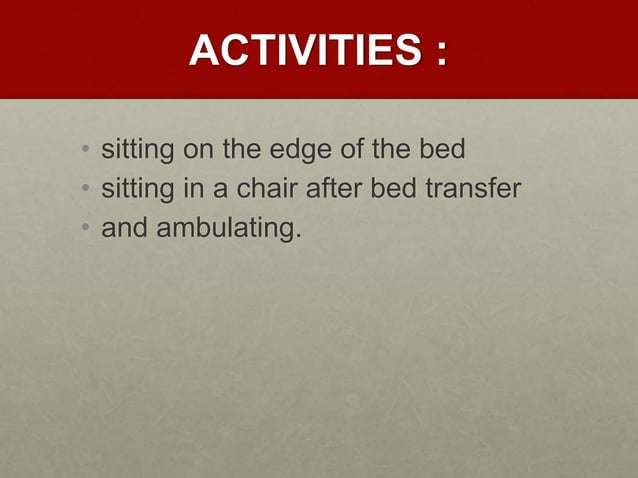 ACTIVITIES :
• sitting on the edge of the bed
• sitting in a chair after bed transfer
• and ambulating.